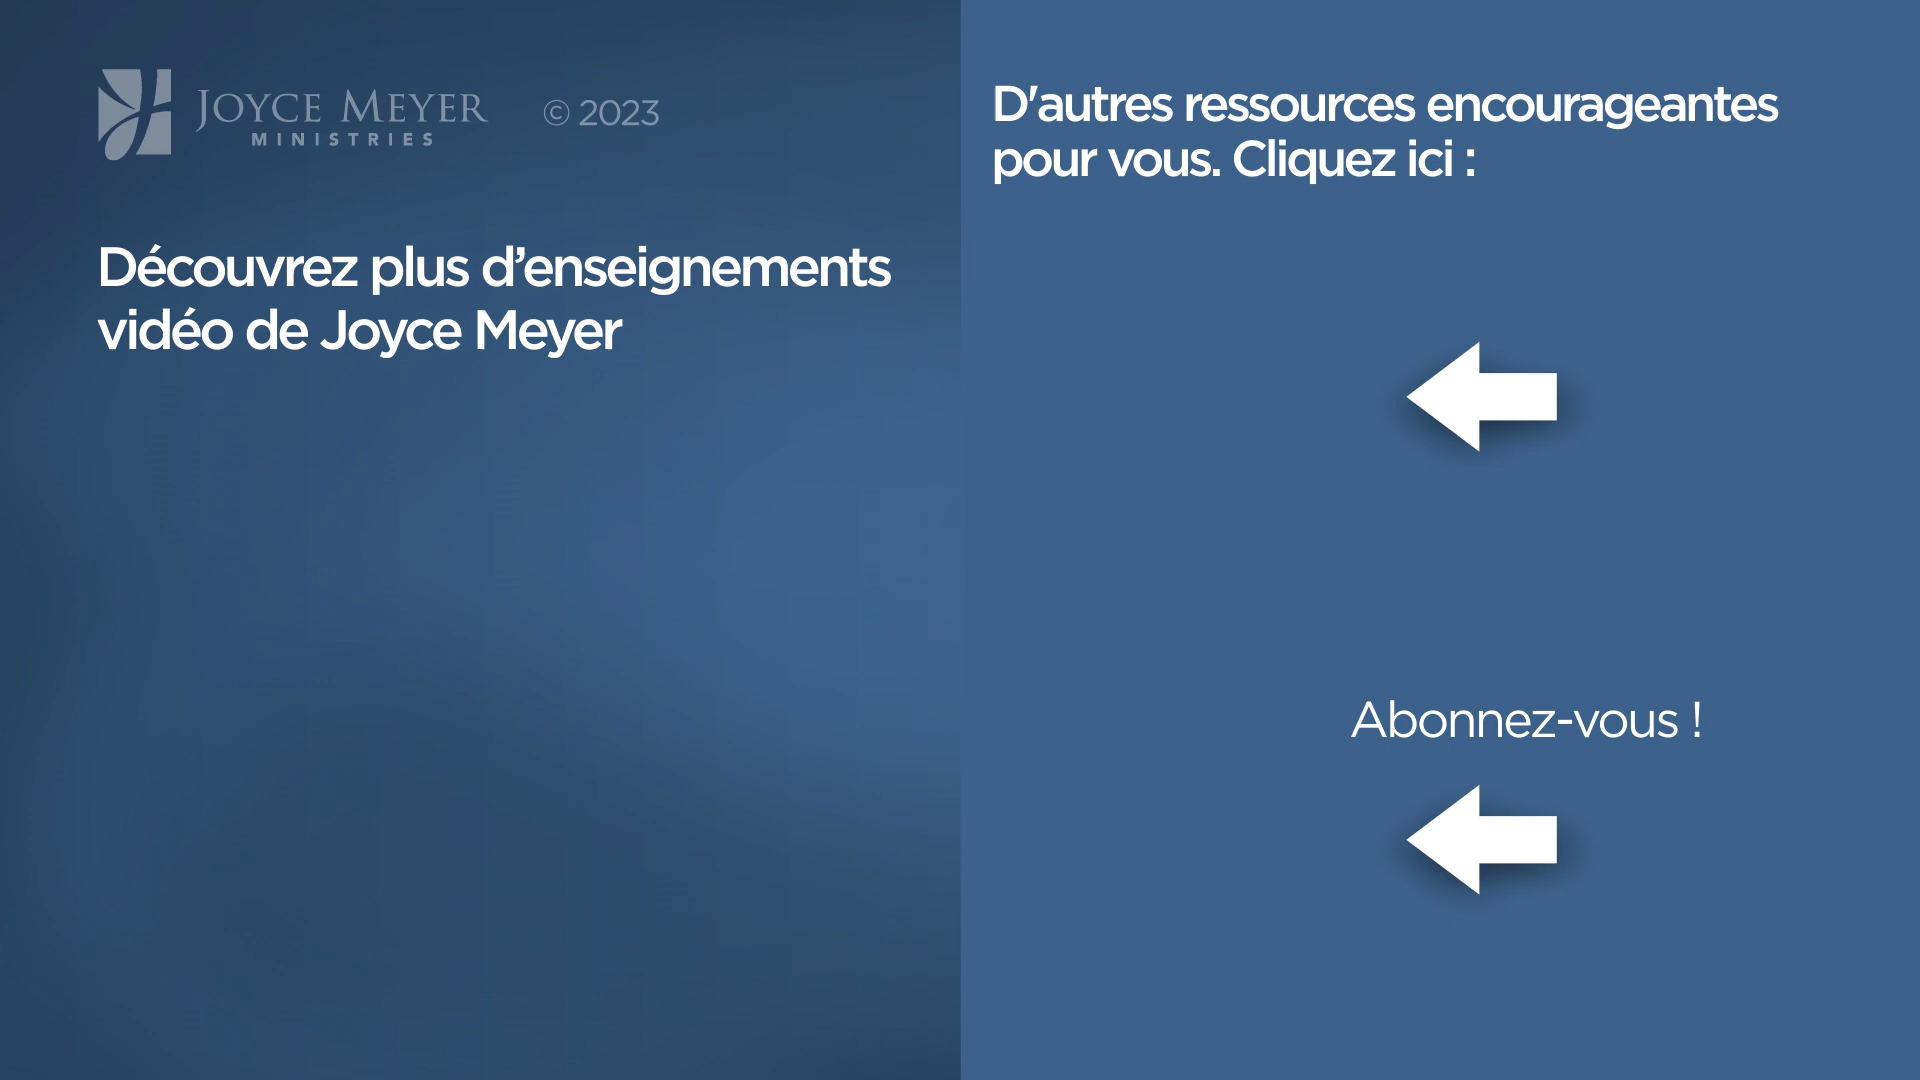 JOYCE MEYER
MINISTRIES
© 2023
Découvrez plus d’enseignements
vidéo de Joyce Meyer
D'autres ressources encourageantes
pour vous. Cliquez ici :
Abonnez-vous !